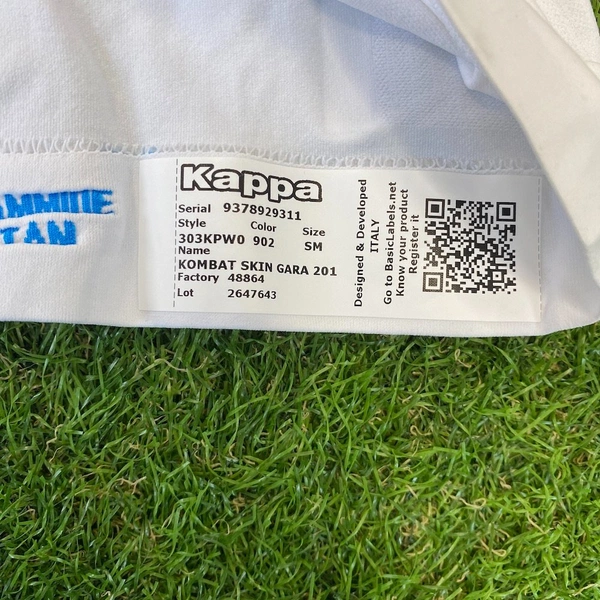 TAN
Kappa
Serial 9378929311
Style Color Size
303KPW0 902 SM
Name
KOMBAT SKIN GARA 201
Factory 48864
Lot 2647643
Designed & Developed
ITALY
Go to BasicLabels.net
Know your product
Register it